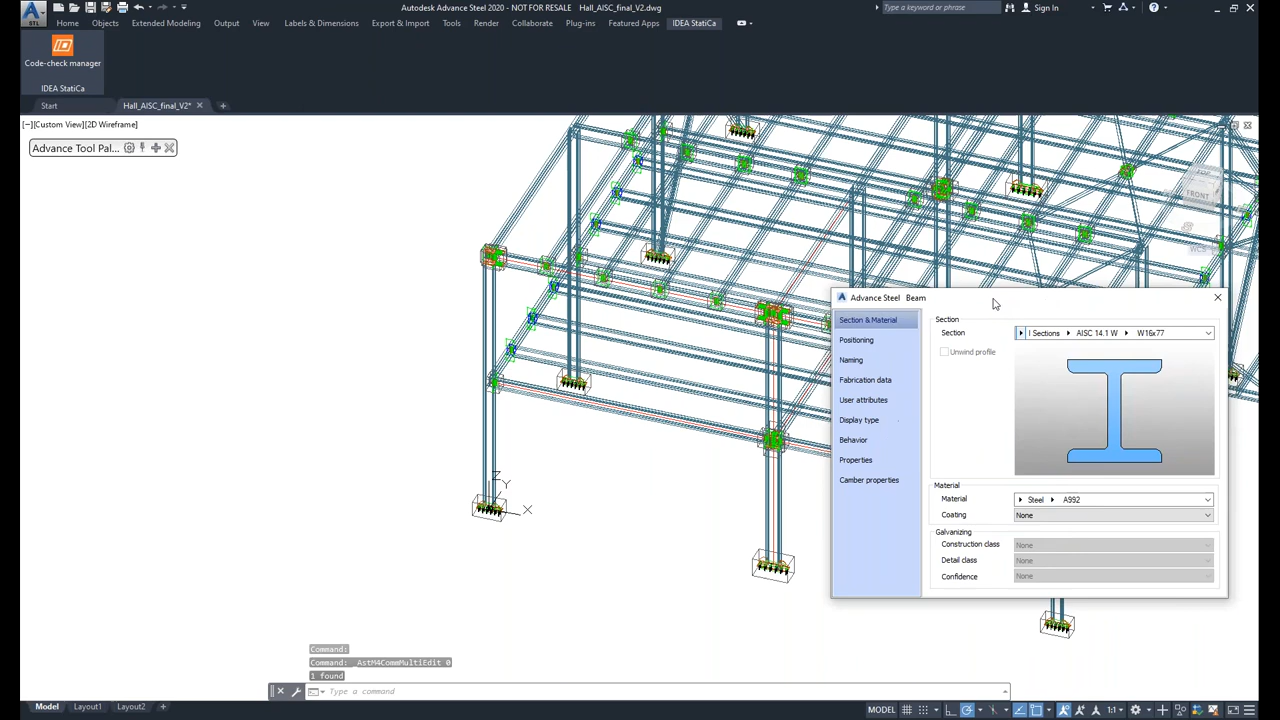 Autodesk Advance Steel 2020 - NOT FOR RESALE Hall_AISC_final_V2.dwg
Type a keyword or phrase
Sign In
STL
Home Objects Extended Modeling Output View Labels & Dimensions Export & Import Tools Render Collaborate Plug-ins Featured Apps IDEA StatiCa
Code-check manager
IDEA StatiCa
Start Hall_AISC_final_V2*
[−][Custom View][2D Wireframe]
Advance Tool Pal...
FRONT
Advance Steel Beam
Section & Material
Positioning
Naming
Fabrication data
User attributes
Display type
Behavior
Properties
Camber properties
Section
Section I Sections AISC 14.1 W W16x77
Unwind profile
Material
Material Steel A992
Coating None
Galvanizing
Construction class None
Detail class None
Confidence None
Z
Y
X
Command:
Command: _AstM4CommMultiEdit 0
1 found
Type a command
Model Layout1 Layout2
MODEL 1:1